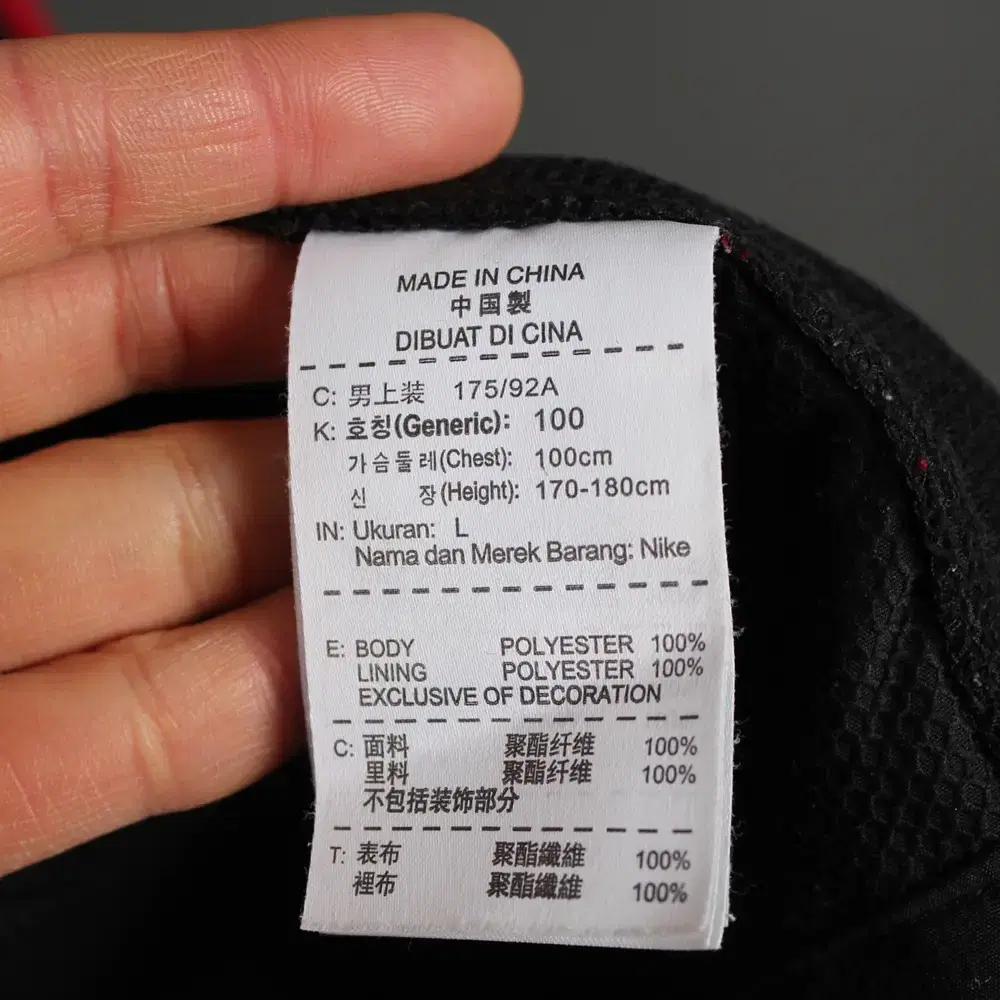 MADE IN CHINA
中国製
DIBUAT DI CINA
C: 男上装 175/92A
K: 호칭(Generic): 100
가슴둘레(Chest): 100cm
신 장(Height): 170-180cm
IN: Ukuran: L
Nama dan Merek Barang: Nike
E: BODY POLYESTER 100%
LINING POLYESTER 100%
EXCLUSIVE OF DECORATION
C: 面料 聚酯纤维 100%
里料 聚酯纤维 100%
不包括装饰部分
T: 表布 聚酯纖維 100%
裡布 聚酯纖維 100%